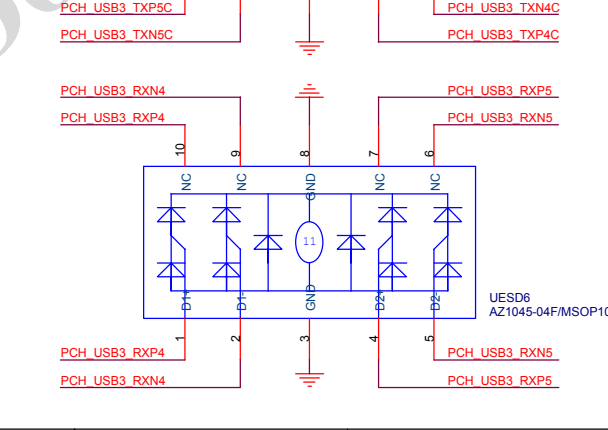 PCH_USB3_TXP5C PCH_USB3_TXN4C
PCH_USB3_TXN5C PCH_USB3_TXP4C
PCH_USB3_RXN4 PCH_USB3_RXP5
PCH_USB3_RXP4 PCH_USB3_RXN5
10 9 8 7 6
NC NC GND NC NC
11
D1+ D1- GND D2+ D2-
UESD6
AZ1045-04F/MSOP10
1 2 3 4 5
PCH_USB3_RXP4 PCH_USB3_RXN5
PCH_USB3_RXN4 PCH_USB3_RXP5